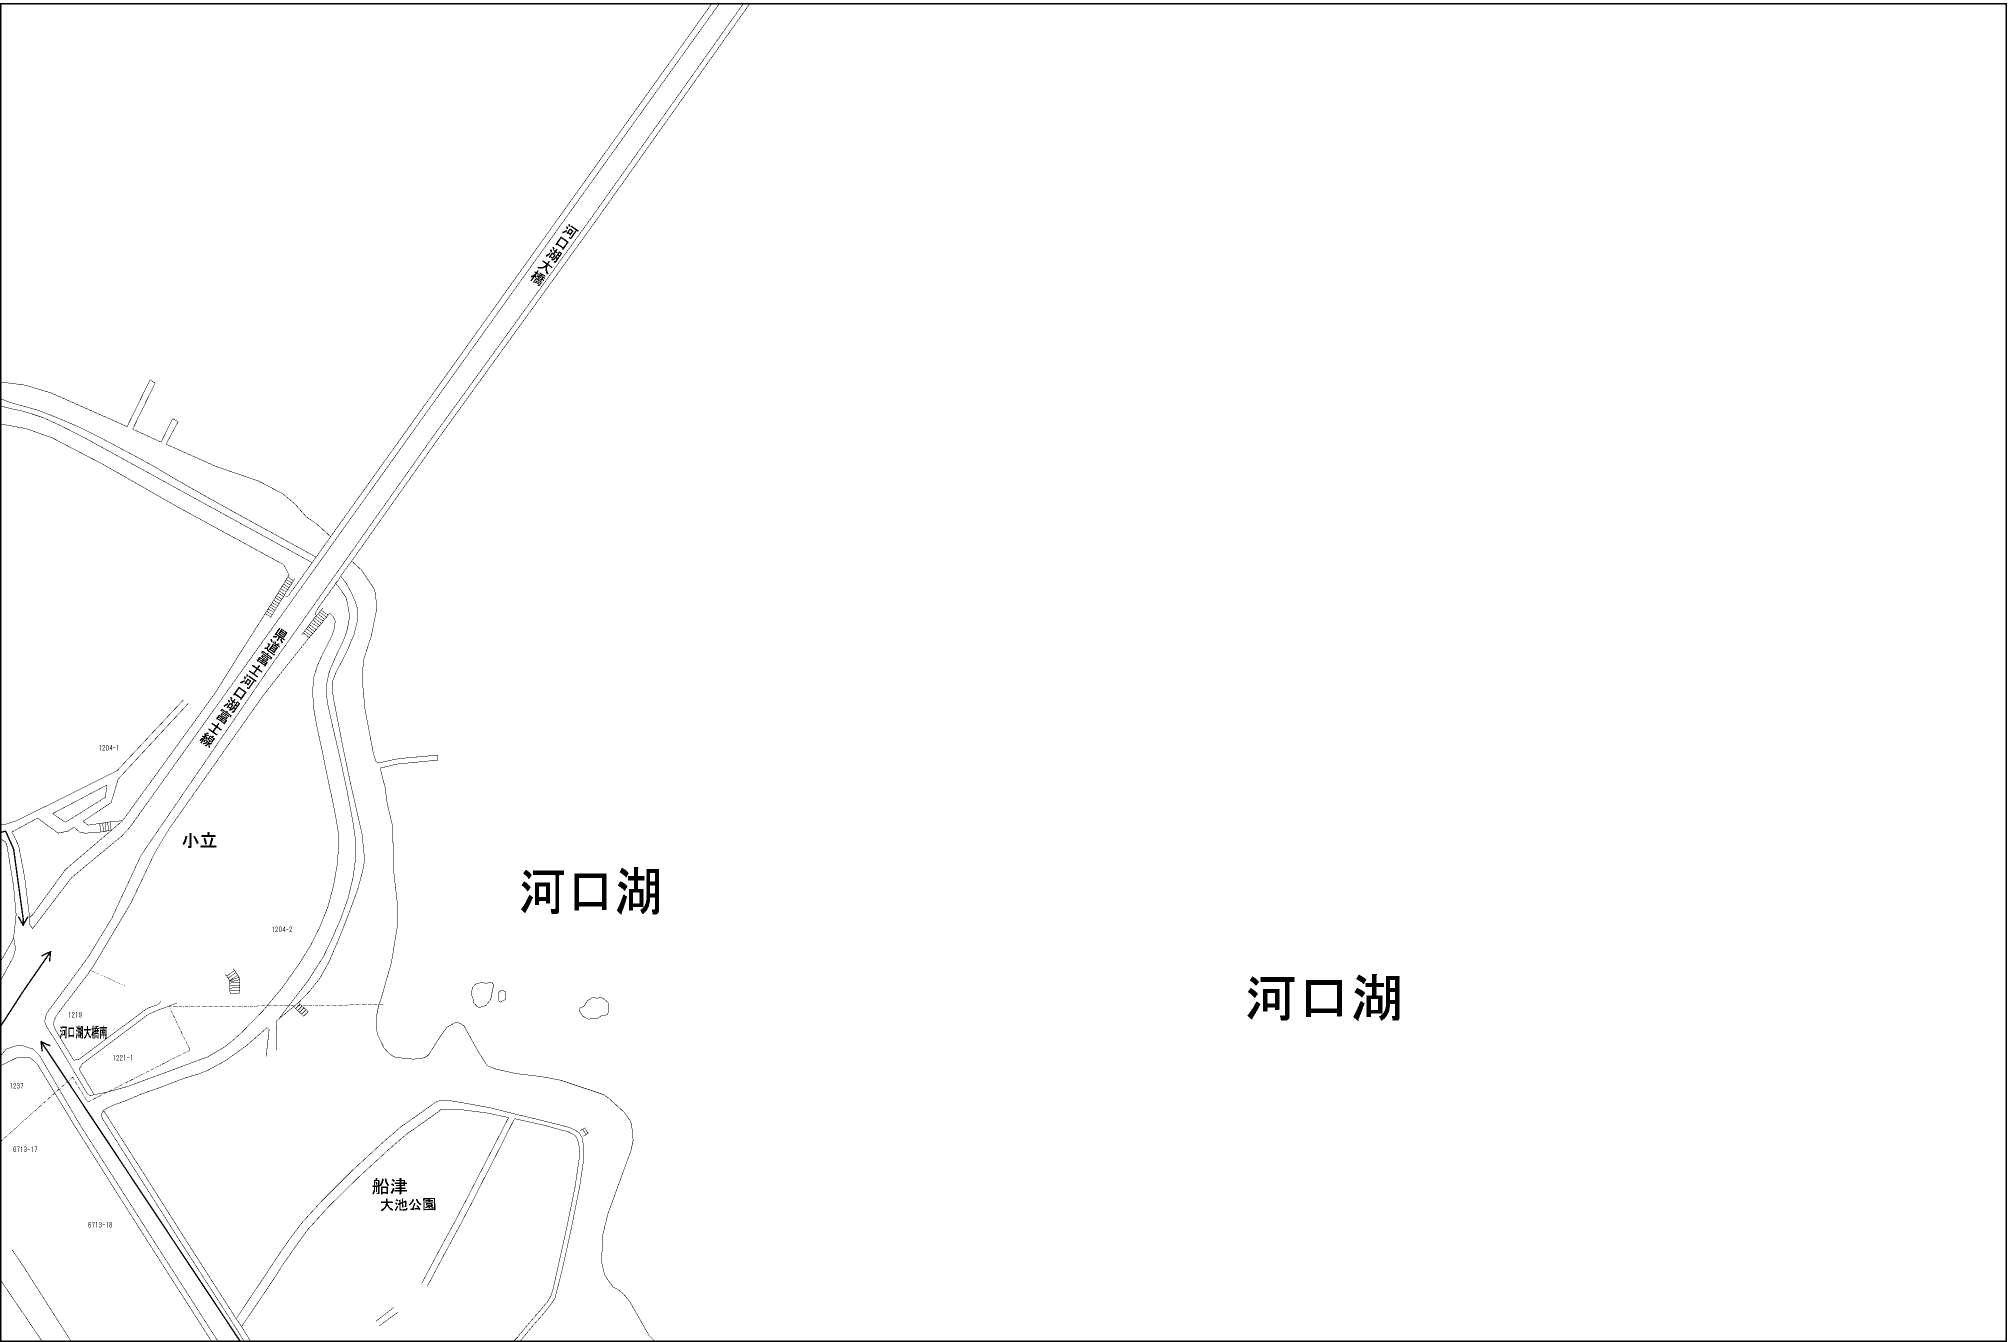 河口湖大橋
県道富士河口湖富士線
1204-1
小立
河口湖
1204-2
河口湖
1219
河口湖大橋南
1221-1
1237
6713-17
船津
大池公園
6713-18